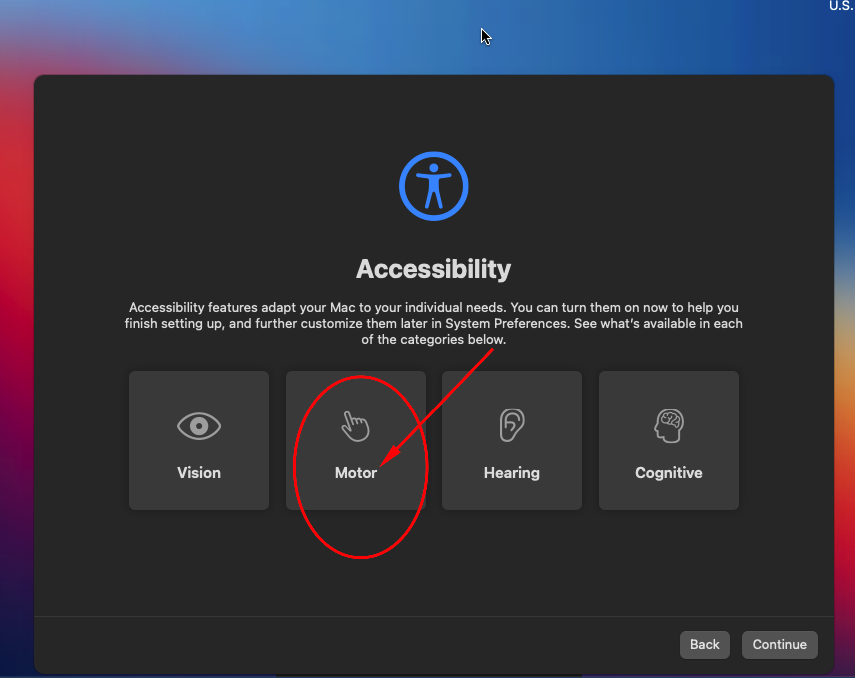 U.S.
Accessibility
Accessibility features adapt your Mac to your individual needs. You can turn them on now to help you
finish setting up, and further customize them later in System Preferences. See what's available in each
of the categories below.
Vision
Motor
Hearing
Cognitive
Back
Continue